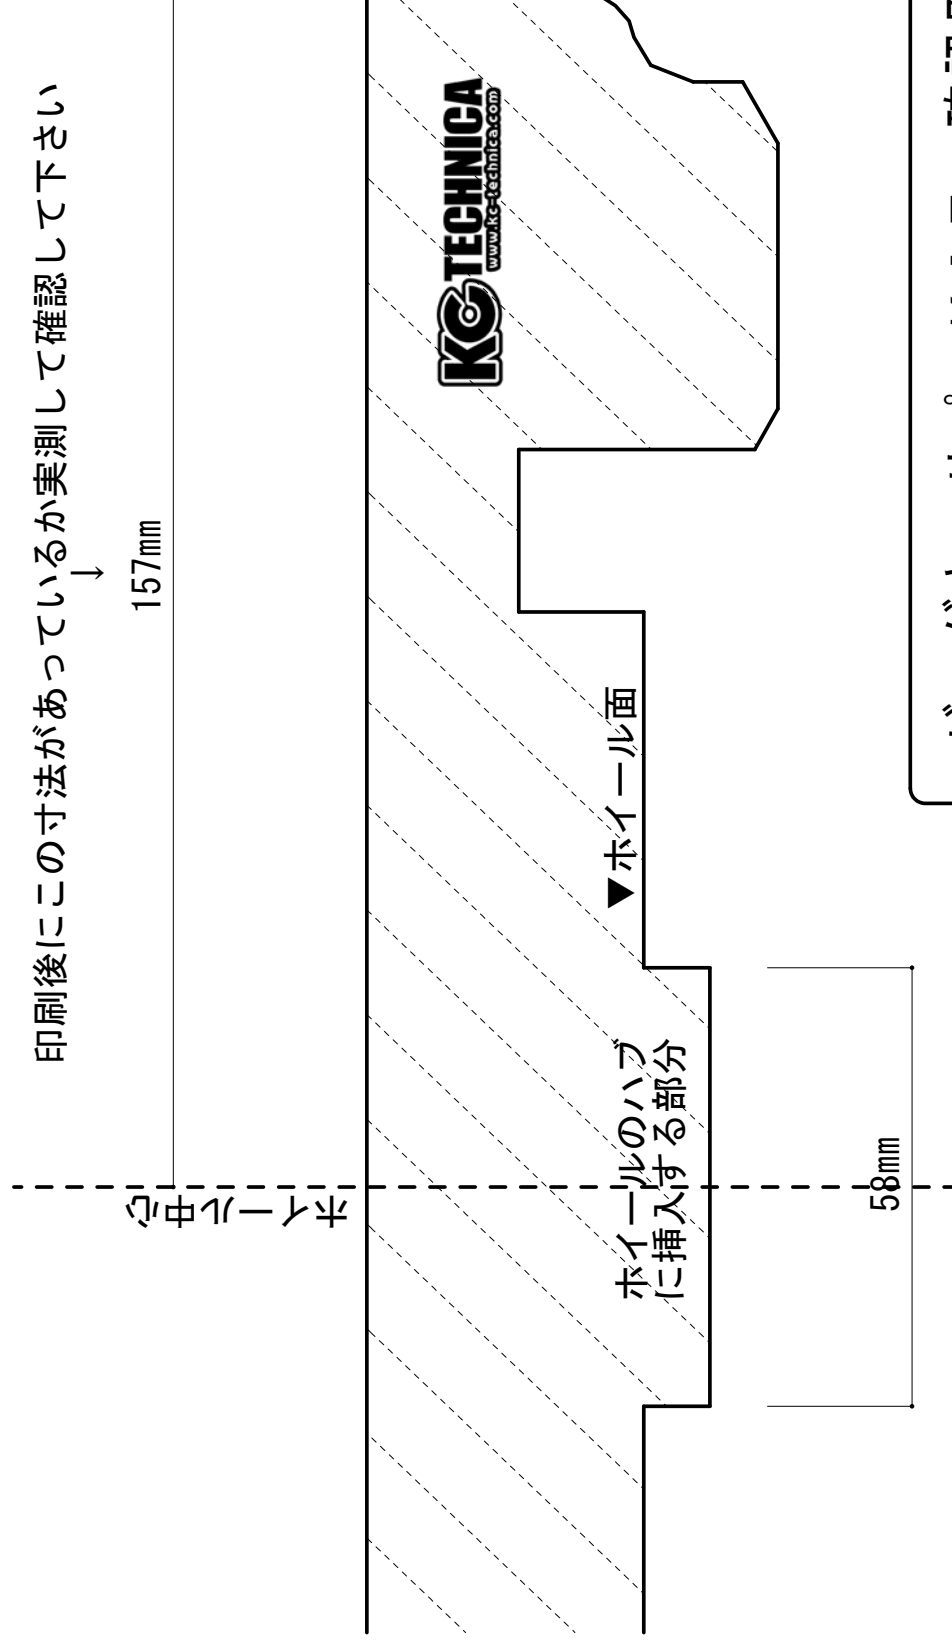 印刷後にこの寸法があっているか実測して確認して下さい
↓
157mm
ホイール中心
KC TECHNICA
www.kc-technica.com
▼ホイール面
ホイールのハブ
に挿入する部分
58mm